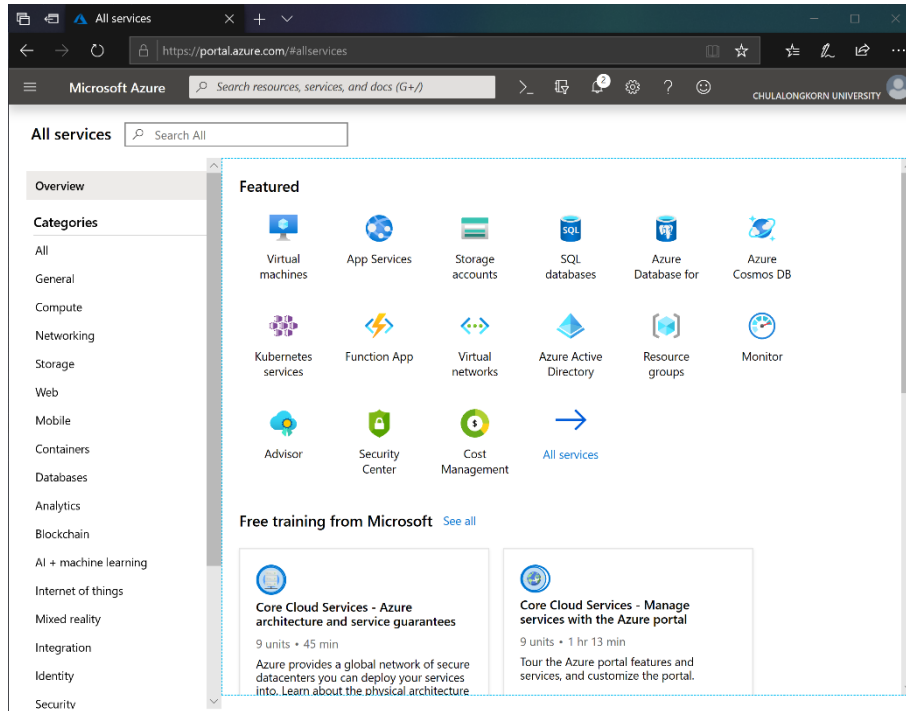 All services
https://portal.azure.com/#allservices
Microsoft Azure
Search resources, services, and docs (G+/)
2
CHULALONGKORN UNIVERSITY
All services
Search All
Overview
Categories
All
General
Compute
Networking
Storage
Web
Mobile
Containers
Databases
Analytics
Blockchain
AI + machine learning
Internet of things
Mixed reality
Integration
Identity
Security
Featured
Virtual
machines
App Services
Storage
accounts
SQL
SQL
databases
Azure
Database for
Azure
Cosmos DB
Kubernetes
services
Function App
Virtual
networks
Azure Active
Directory
Resource
groups
Monitor
Advisor
Security
Center
Cost
Management
All services
Free training from Microsoft See all
Core Cloud Services - Azure
architecture and service guarantees
9 units • 45 min
Azure provides a global network of secure
datacenters you can deploy your services
into. Learn about the physical architecture
Core Cloud Services - Manage
services with the Azure portal
9 units • 1 hr 13 min
Tour the Azure portal features and
services, and customize the portal.